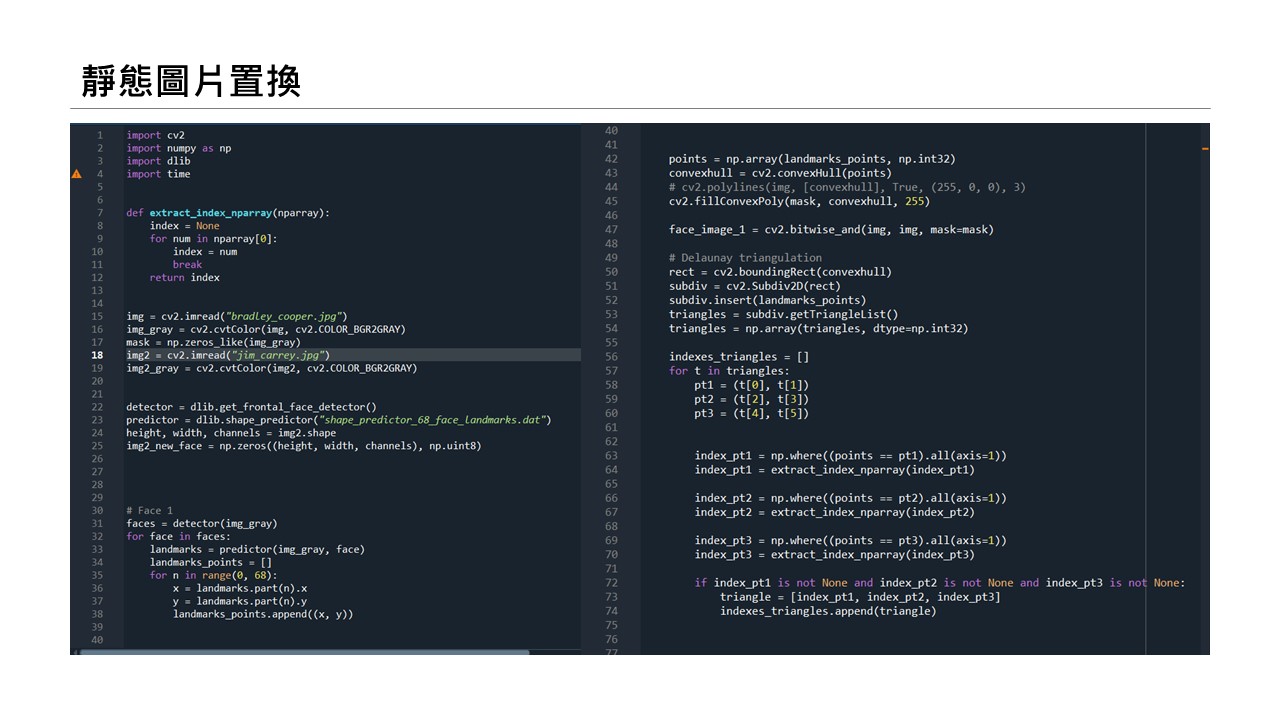 靜態圖片置換
1 import cv2
2 import numpy as np
3 import dlib
4 import time
5
6
7 def extract_index_nparray(nparray):
8     index = None
9     for num in nparray[0]:
10         index = num
11         break
12     return index
13
14
15 img = cv2.imread("bradley_cooper.jpg")
16 img_gray = cv2.cvtColor(img, cv2.COLOR_BGR2GRAY)
17 mask = np.zeros_like(img_gray)
18 img2 = cv2.imread("jim_carrey.jpg")
19 img2_gray = cv2.cvtColor(img2, cv2.COLOR_BGR2GRAY)
20
21
22 detector = dlib.get_frontal_face_detector()
23 predictor = dlib.shape_predictor("shape_predictor_68_face_landmarks.dat")
24 height, width, channels = img2.shape
25 img2_new_face = np.zeros((height, width, channels), np.uint8)
26
27
28
29
30 # Face 1
31 faces = detector(img_gray)
32 for face in faces:
33     landmarks = predictor(img_gray, face)
34     landmarks_points = []
35     for n in range(0, 68):
36         x = landmarks.part(n).x
37         y = landmarks.part(n).y
38         landmarks_points.append((x, y))
39
40
40
41
42     points = np.array(landmarks_points, np.int32)
43     convexhull = cv2.convexHull(points)
44     # cv2.polylines(img, [convexhull], True, (255, 0, 0), 3)
45     cv2.fillConvexPoly(mask, convexhull, 255)
46
47     face_image_1 = cv2.bitwise_and(img, img, mask=mask)
48
49     # Delaunay triangulation
50     rect = cv2.boundingRect(convexhull)
51     subdiv = cv2.Subdiv2D(rect)
52     subdiv.insert(landmarks_points)
53     triangles = subdiv.getTriangleList()
54     triangles = np.array(triangles, dtype=np.int32)
55
56     indexes_triangles = []
57     for t in triangles:
58         pt1 = (t[0], t[1])
59         pt2 = (t[2], t[3])
60         pt3 = (t[4], t[5])
61
62
63         index_pt1 = np.where((points == pt1).all(axis=1))
64         index_pt1 = extract_index_nparray(index_pt1)
65
66         index_pt2 = np.where((points == pt2).all(axis=1))
67         index_pt2 = extract_index_nparray(index_pt2)
68
69         index_pt3 = np.where((points == pt3).all(axis=1))
70         index_pt3 = extract_index_nparray(index_pt3)
71
72         if index_pt1 is not None and index_pt2 is not None and index_pt3 is not None:
73             triangle = [index_pt1, index_pt2, index_pt3]
74             indexes_triangles.append(triangle)
75
76
77